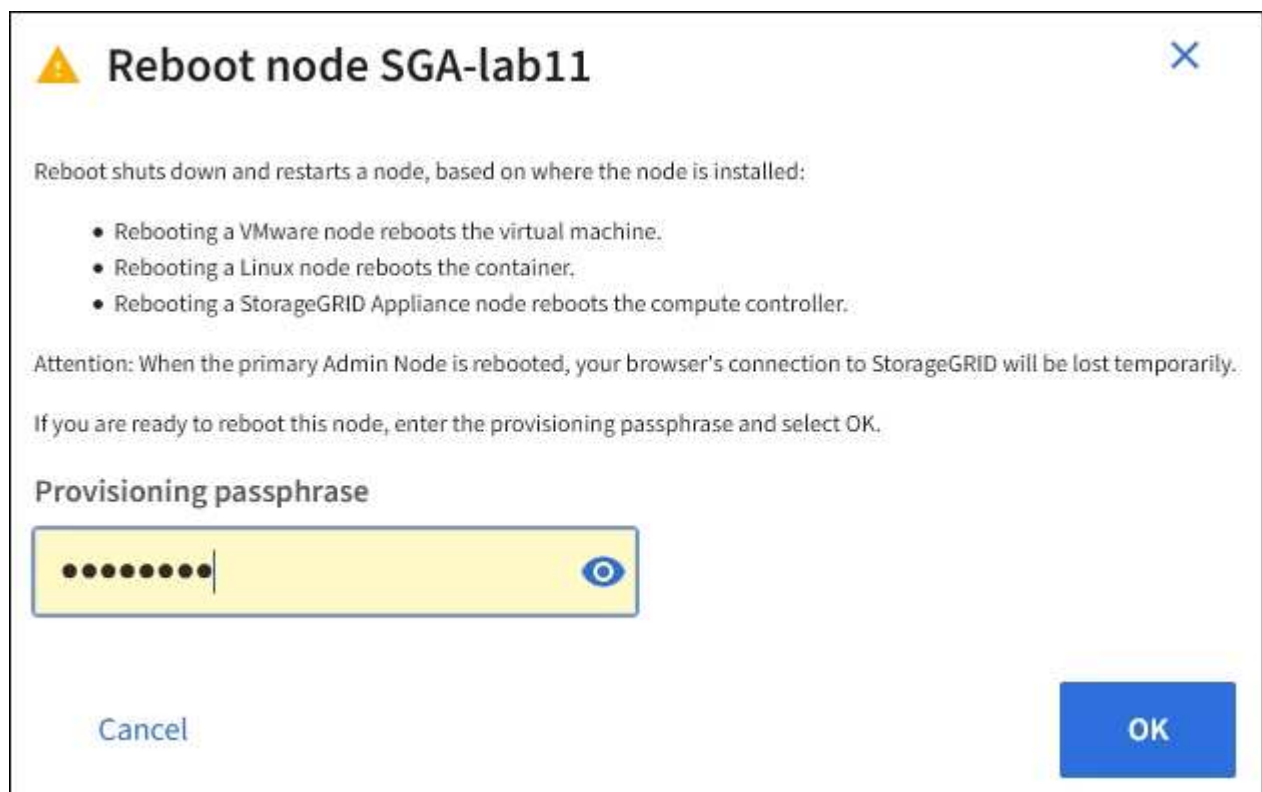 Reboot node SGA-lab11
Reboot shuts down and restarts a node, based on where the node is installed:
• Rebooting a VMware node reboots the virtual machine.
• Rebooting a Linux node reboots the container.
• Rebooting a StorageGRID Appliance node reboots the compute controller.
Attention: When the primary Admin Node is rebooted, your browser's connection to StorageGRID will be lost temporarily.
If you are ready to reboot this node, enter the provisioning passphrase and select OK.
Provisioning passphrase
••••••••
Cancel
OK